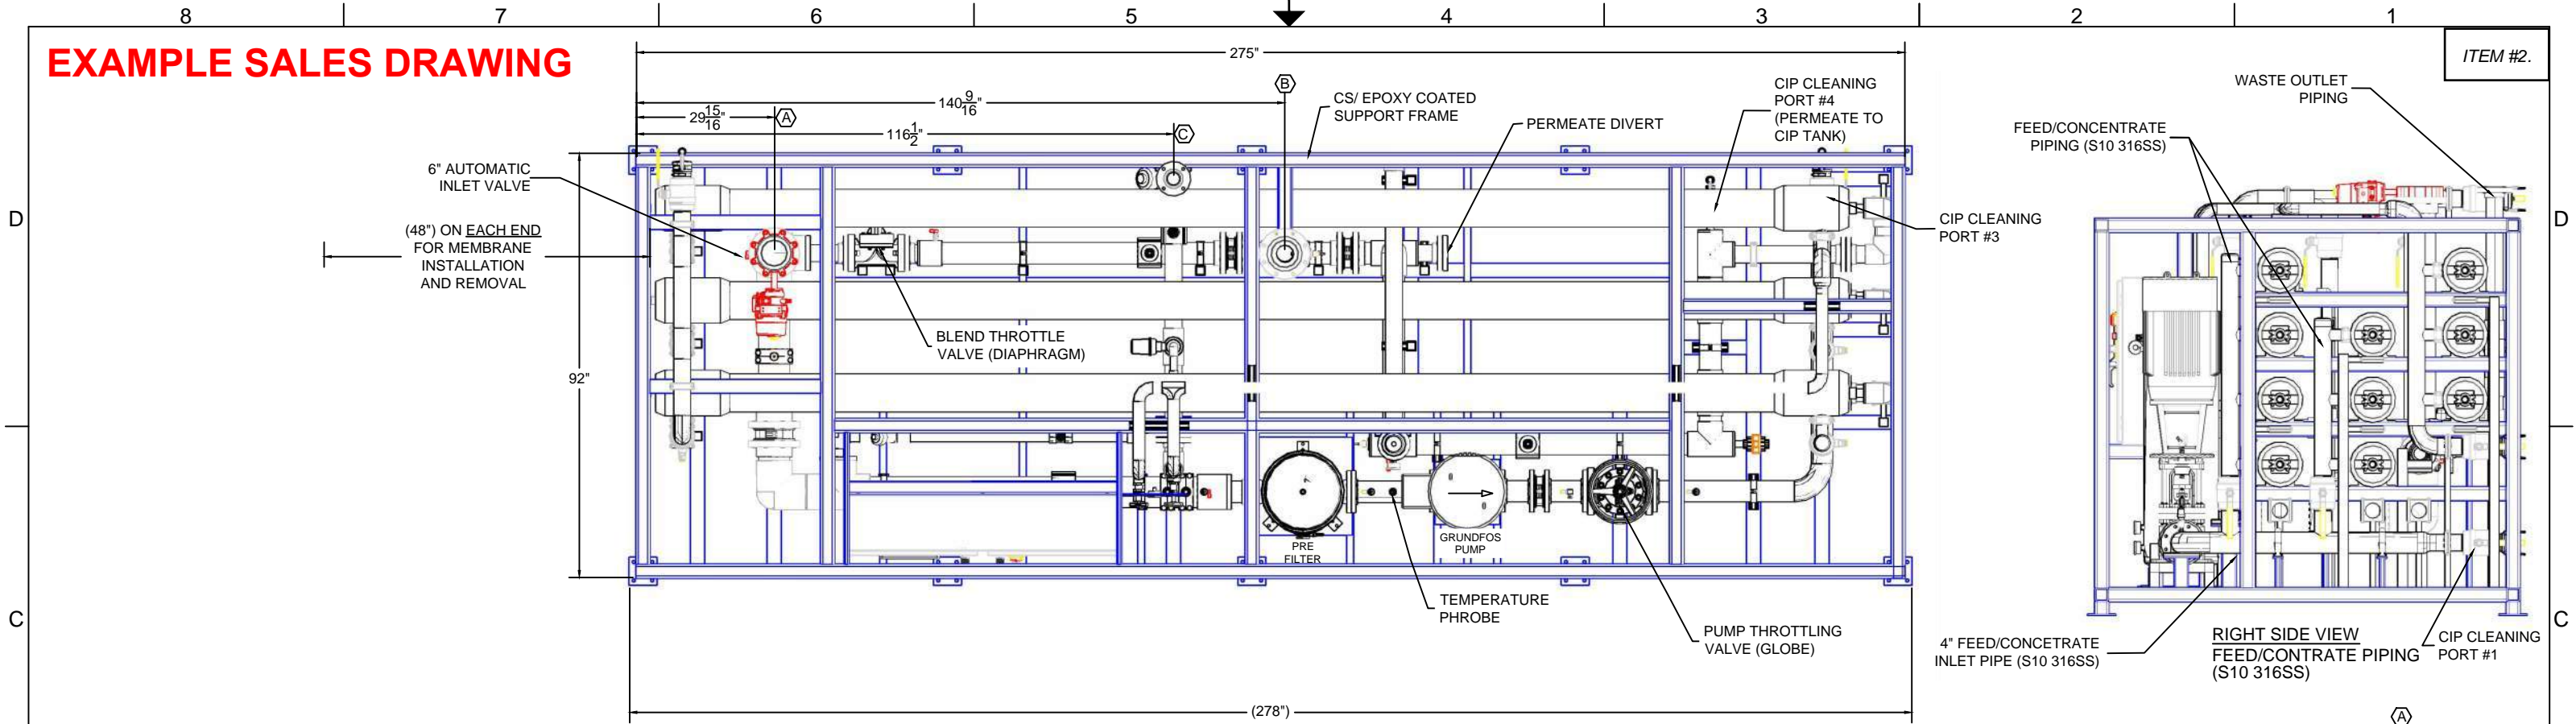 8 7 6 5 4 3 2 1
EXAMPLE SALES DRAWING
ITEM #2.
275"
140 9/16"
B
29 15/16"
A
116 1/2"
C
CS/ EPOXY COATED
SUPPORT FRAME
PERMEATE DIVERT
CIP CLEANING
PORT #4
(PERMEATE TO
CIP TANK)
6" AUTOMATIC
INLET VALVE
(48") ON EACH END
FOR MEMBRANE
INSTALLATION
AND REMOVAL
CIP CLEANING
PORT #3
BLEND THROTTLE
VALVE (DIAPHRAGM)
92"
PRE
FILTER
GRUNDFOS
PUMP
TEMPERATURE
PHROBE
PUMP THROTTLING
VALVE (GLOBE)
(278")
WASTE OUTLET
PIPING
FEED/CONCENTRATE
PIPING (S10 316SS)
4" FEED/CONCETRATE
INLET PIPE (S10 316SS)
RIGHT SIDE VIEW
FEED/CONTRATE PIPING
(S10 316SS)
CIP CLEANING
PORT #1
A
D
D
C
C